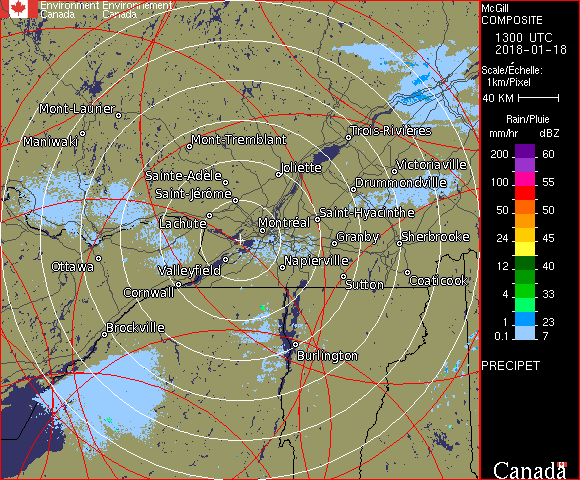 Environment Environnement
Canada Canada
McGill
COMPOSITE
1300 UTC
2018-01-18
Scale/Échelle:
1km/Pixel
40 KM
Rain/Pluie
mm/hr dBZ
200 60
150 57
100 55
50 50
24 45
12 40
4 33
1 23
0.1 7
PRECIPET
Canada
Mont-Laurier
Maniwaki
Mont-Tremblant
Trois-Rivières
Joliette
Victoriaville
Sainte-Adèle
Drummondville
Saint-Jérôme
Lachute
Saint-Hyacinthe
Montréal
Granby
Sherbrooke
Ottawa
Valleyfield
Napierville
Cornwall
Sutton
Coaticook
Brockville
Burlington